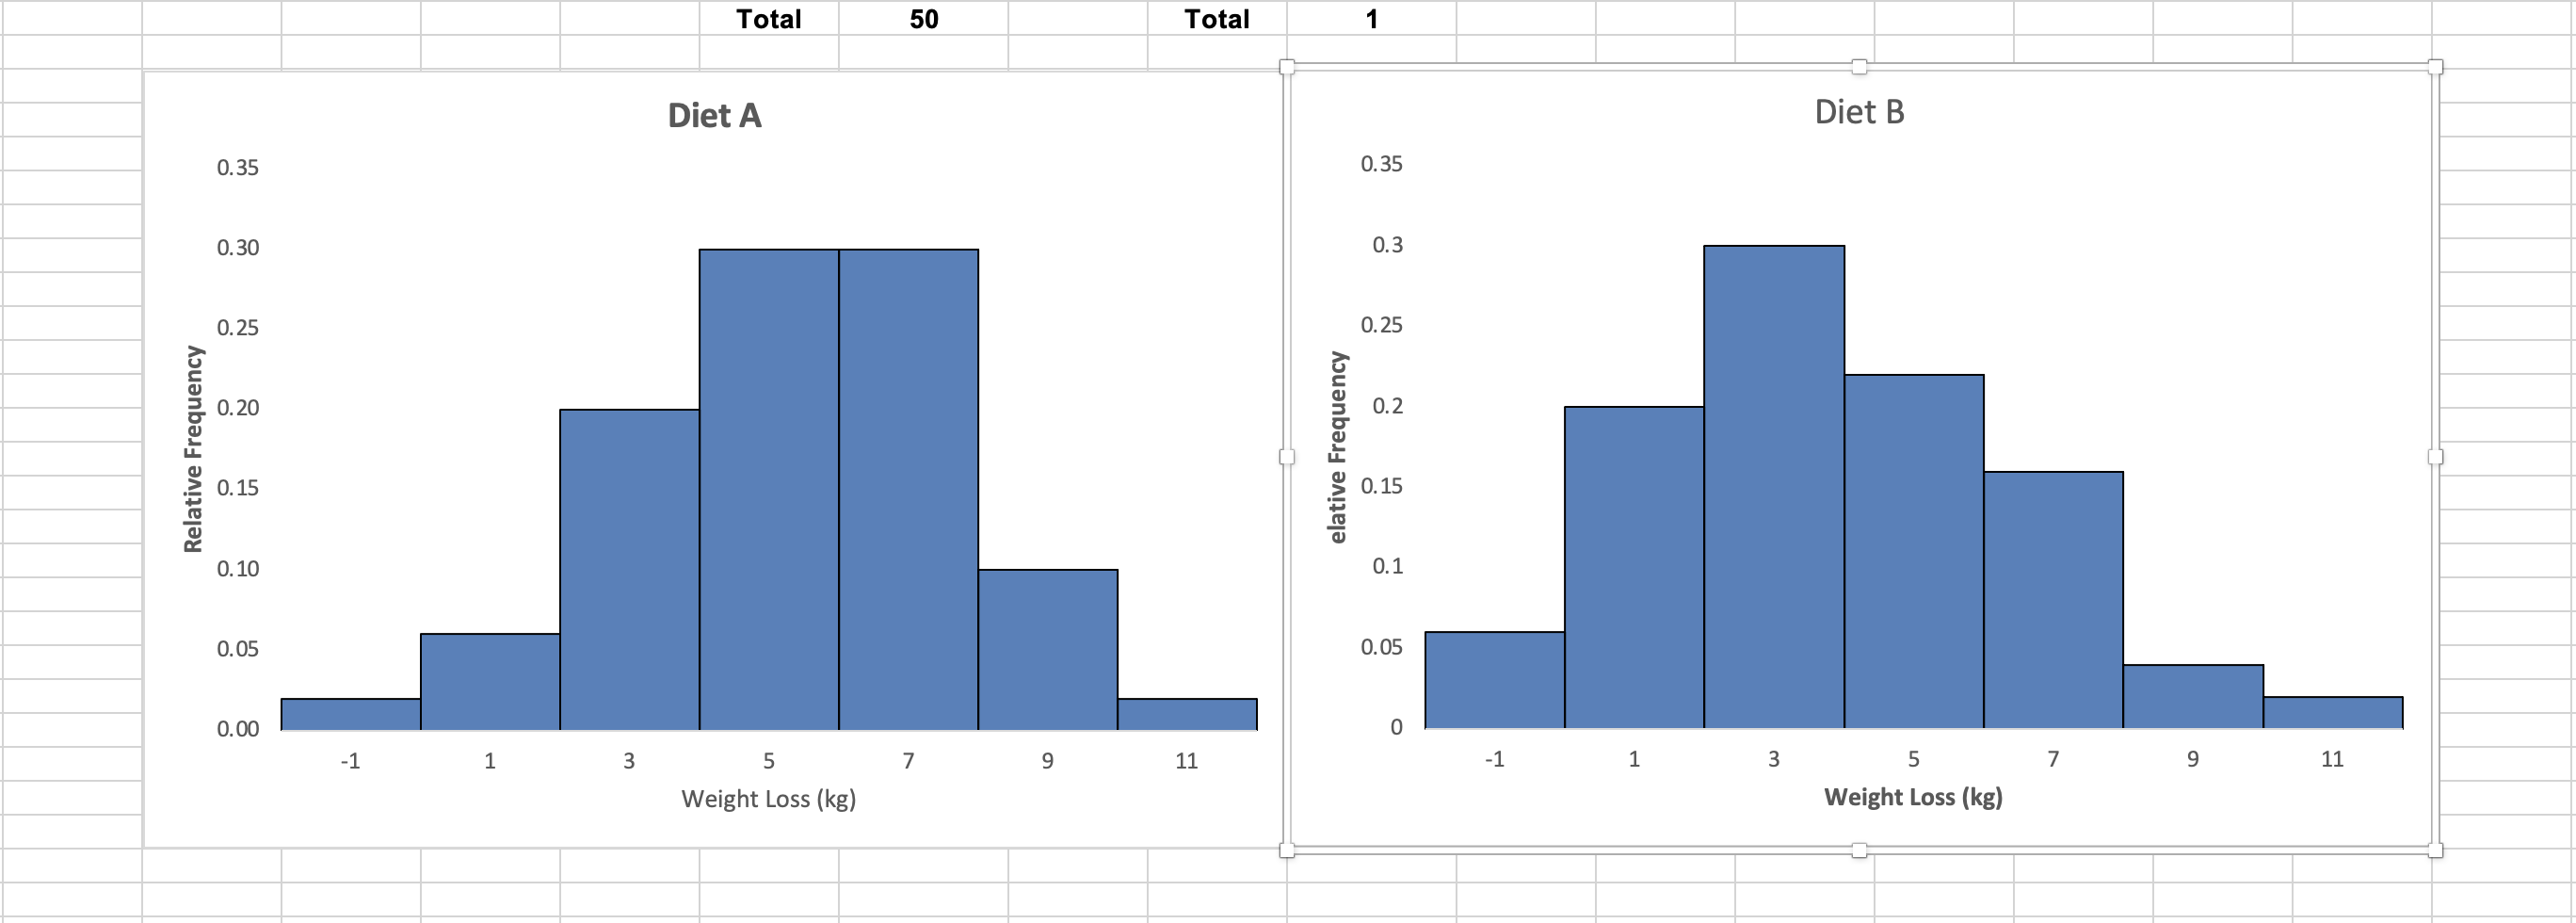 Total 50 Total 1
Diet A
0.35
0.30
0.25
0.20
0.15
0.10
0.05
0.00
Relative Frequency
-1 1 3 5 7 9 11
Weight Loss (kg)
Diet B
0.35
0.3
0.25
0.2
0.15
0.1
0.05
0
elative Frequency
-1 1 3 5 7 9 11
Weight Loss (kg)